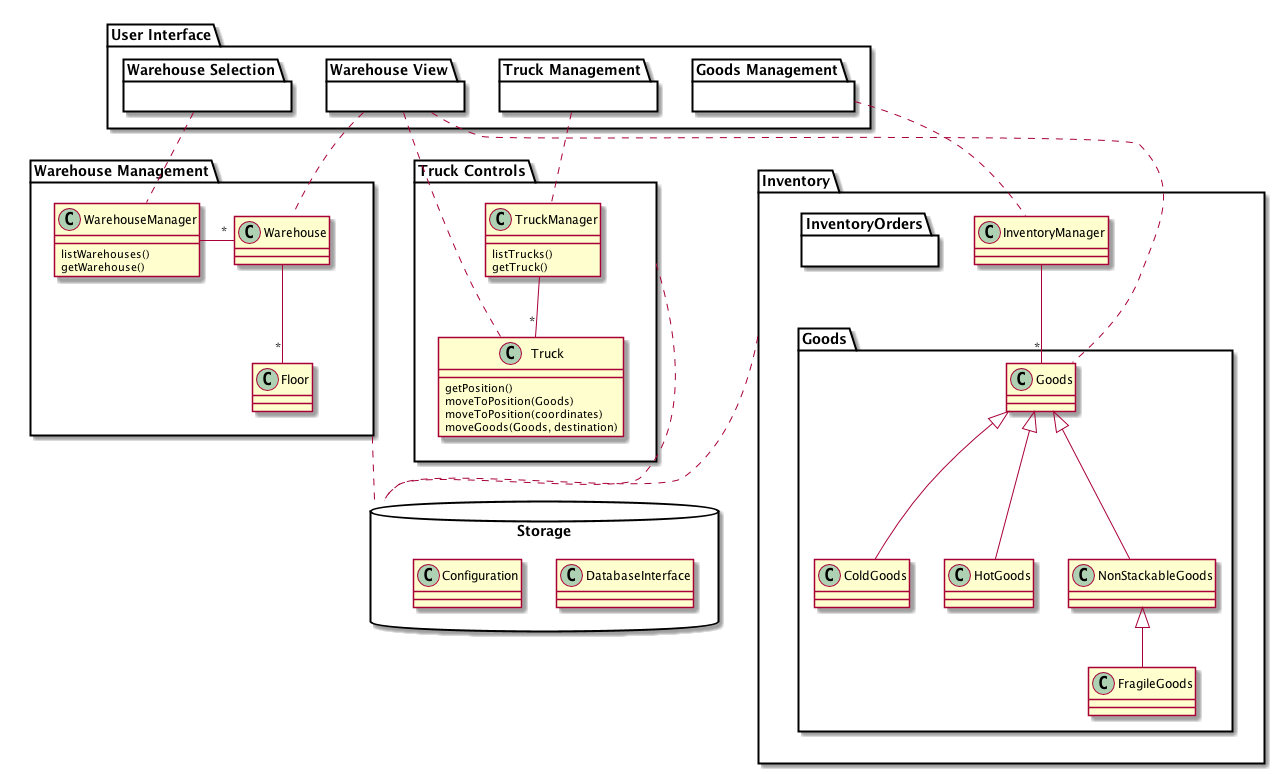 User Interface
Warehouse Selection
Warehouse View
Truck Management
Goods Management
Warehouse Management
C WarehouseManager
listWarehouses()
getWarehouse()
*
C Warehouse
*
C Floor
Truck Controls
C TruckManager
listTrucks()
getTruck()
*
C Truck
getPosition()
moveToPosition(Goods)
moveToPosition(coordinates)
moveGoods(Goods, destination)
Inventory
InventoryOrders
C InventoryManager
*
Goods
C Goods
C ColdGoods
C HotGoods
C NonStackableGoods
C FragileGoods
Storage
C Configuration
C DatabaseInterface